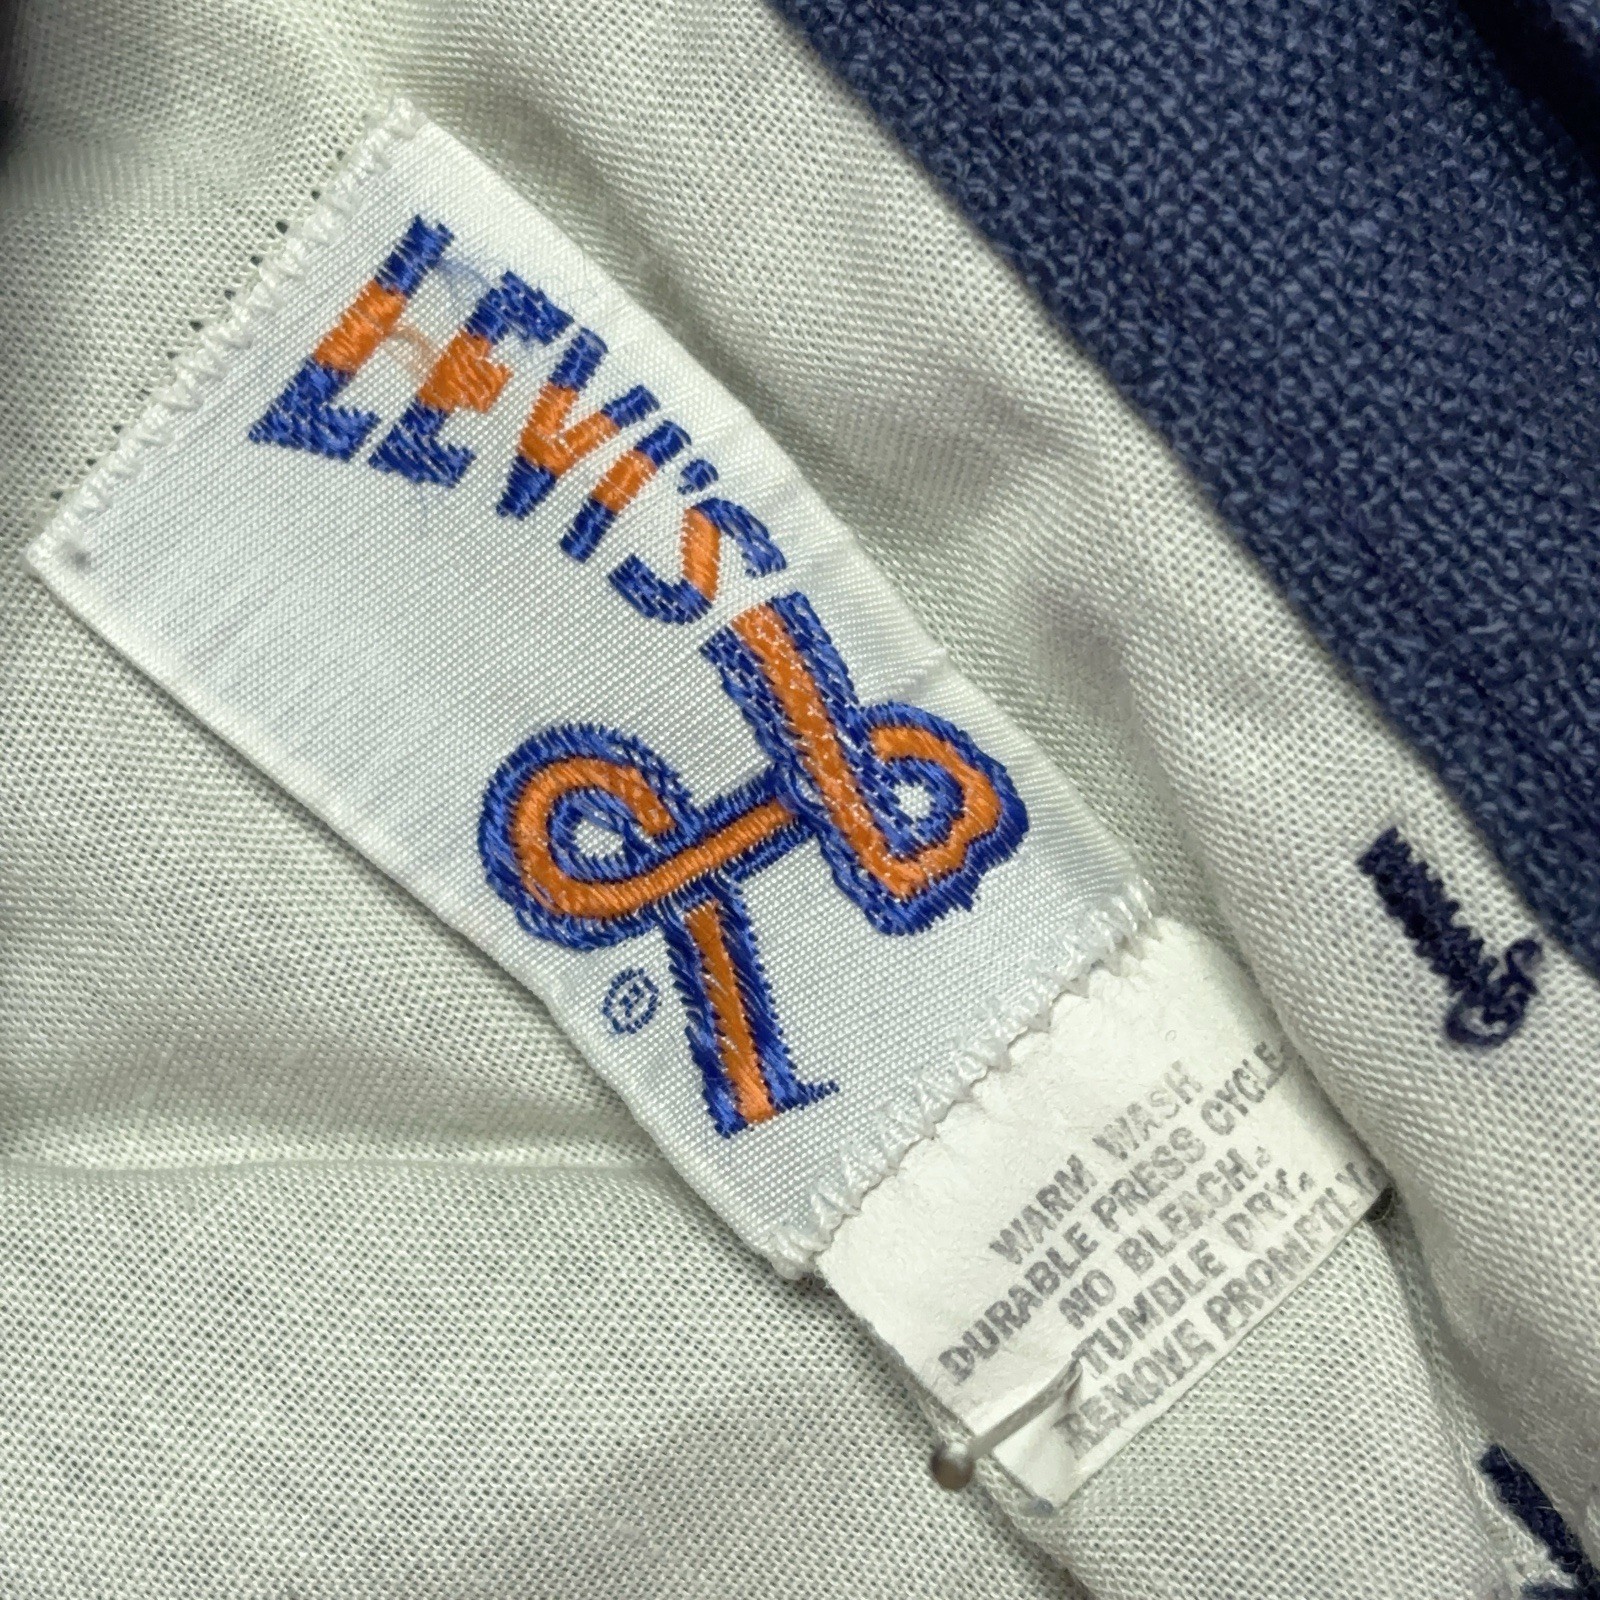 LEVI'S
®
WARM WASH
DURABLE PRESS CYCLE
NO BLEACH.
TUMBLE DRY.
REMOVE PROMPTLY